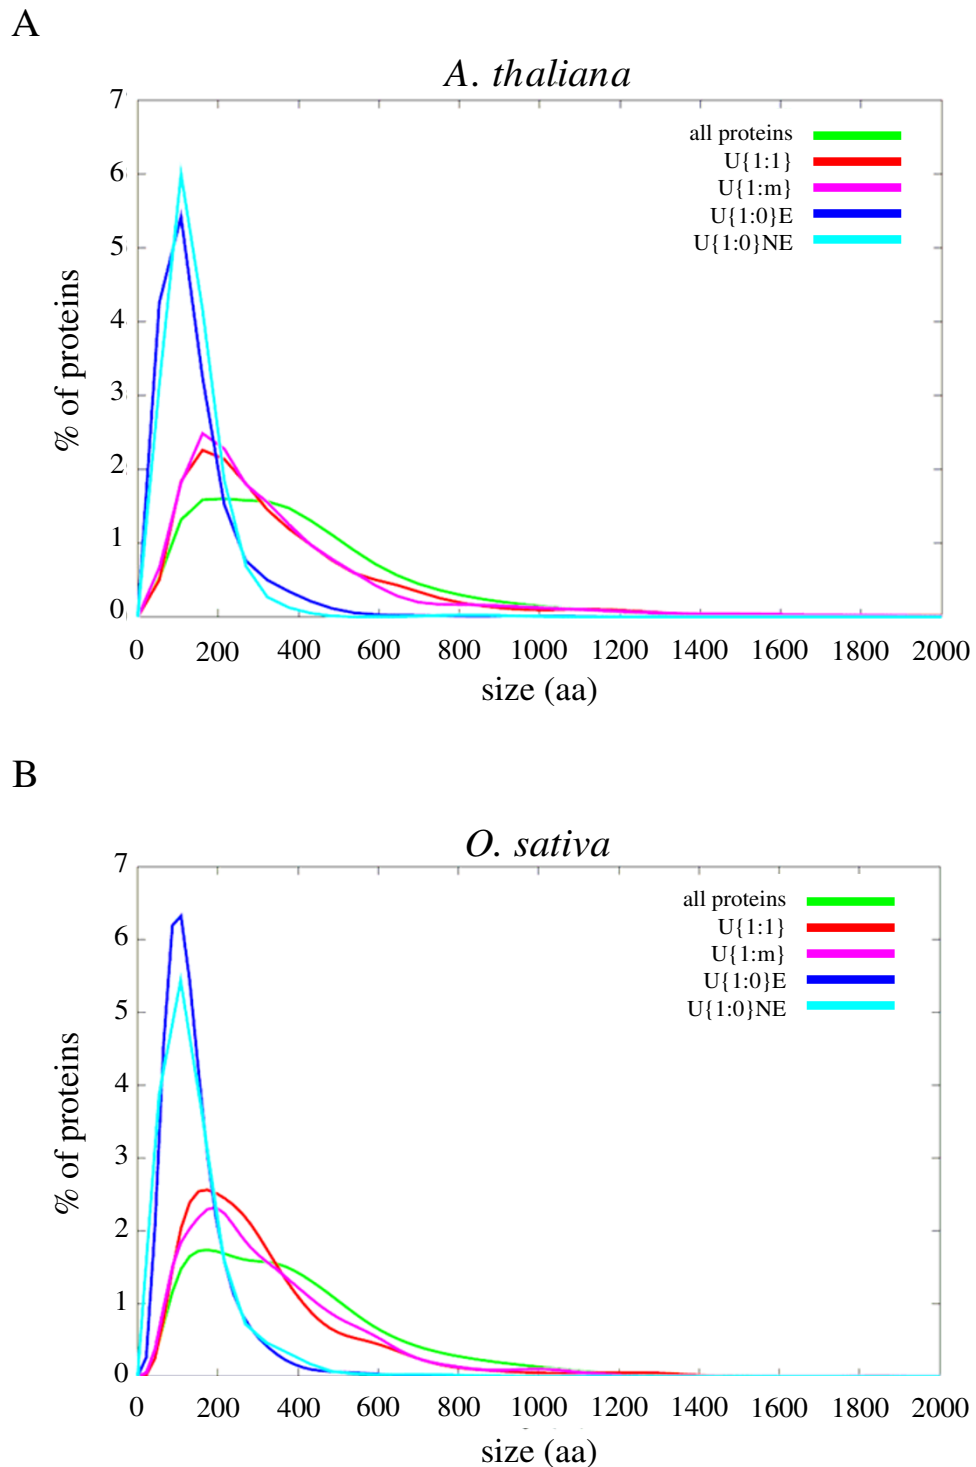 A
A. thaliana
7
6
5
4
3
2
1
0
% of proteins
all proteins
U{1:1}
U{1:m}
U{1:0}E
U{1:0}NE
0 200 400 600 800 1000 1200 1400 1600 1800 2000
size (aa)
B
O. sativa
7
6
5
4
3
2
1
0
% of proteins
all proteins
U{1:1}
U{1:m}
U{1:0}E
U{1:0}NE
0 200 400 600 800 1000 1200 1400 1600 1800 2000
size (aa)